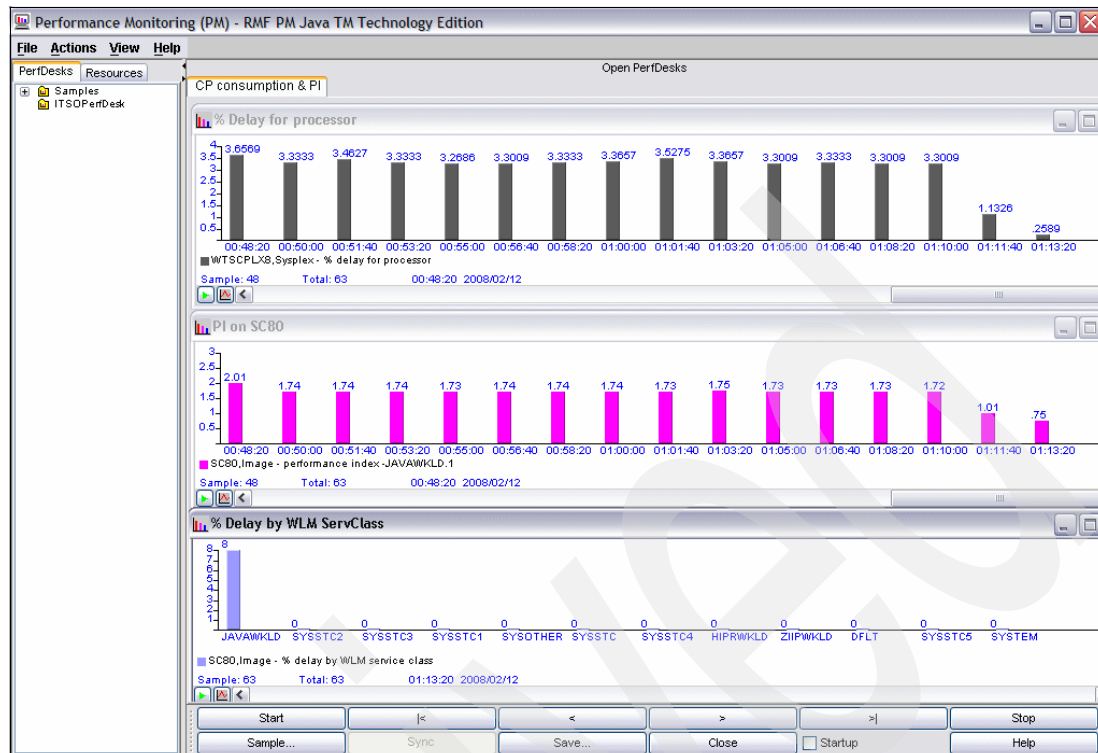 Performance Monitoring (PM) - RMF PM Java TM Technology Edition
File Actions View Help
PerfDesks Resources
Samples
ITSOPerfDesk
Open PerfDesks
CP consumption & PI
% Delay for processor
4
3.5
3
2.5
2
1.5
1
0.5
3.6569 3.3333 3.4627 3.3333 3.2686 3.3009 3.3333 3.3657 3.5275 3.3657 3.3009 3.3333 3.3009 3.3009 1.1326 .2589
00:48:20 00:50:00 00:51:40 00:53:20 00:55:00 00:56:40 00:58:20 01:00:00 01:01:40 01:03:20 01:05:00 01:06:40 01:08:20 01:10:00 01:11:40 01:13:20
WTSCPLX8,Sysplex - % delay for processor
Sample: 48 Total: 63 00:48:20 2008/02/12
PI on SC80
3
2.5
2
1.5
1
0.5
2.01 1.74 1.74 1.74 1.73 1.74 1.74 1.74 1.73 1.75 1.73 1.73 1.73 1.72 1.01 .75
00:48:20 00:50:00 00:51:40 00:53:20 00:55:00 00:56:40 00:58:20 01:00:00 01:01:40 01:03:20 01:05:00 01:06:40 01:08:20 01:10:00 01:11:40 01:13:20
SC80,Image - performance index -JAVAWKLD.1
Sample: 48 Total: 63 00:48:20 2008/02/12
% Delay by WLM ServClass
8
7
6
5
4
3
2
1
8 0 0 0 0 0 0 0 0 0 0 0
JAVAWKLD SYSSTC2 SYSSTC3 SYSSTC1 SYSOTHER SYSSTC SYSSTC4 HIPRWKLD ZIIPWKLD DFLT SYSSTC5 SYSTEM
SC80,Image - % delay by WLM service class
Sample: 63 Total: 63 01:13:20 2008/02/12
Start |< < > >| Stop
Sample... Sync Save... Close Startup Help